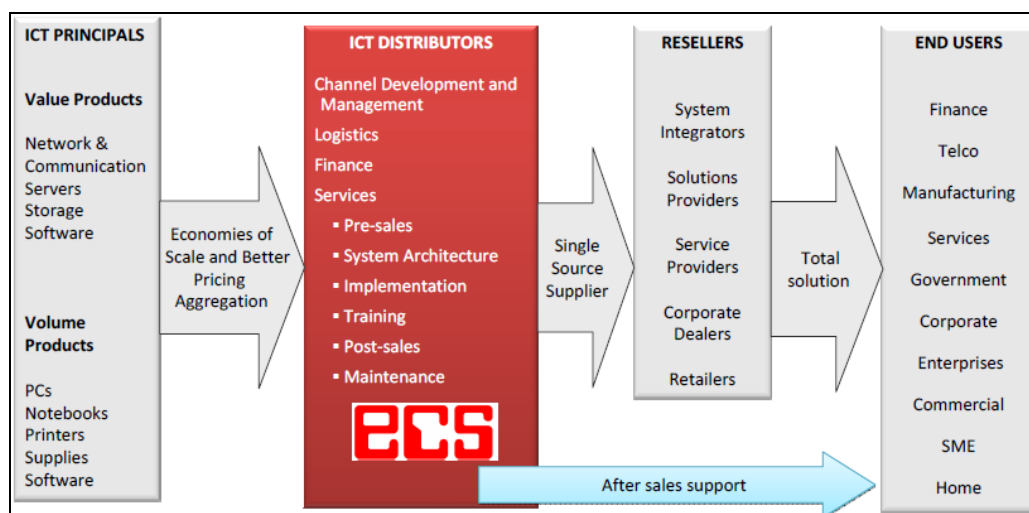 ICT PRINCIPALS
Value Products
Network &
Communication
Servers
Storage
Software
Volume
Products
PCs
Notebooks
Printers
Supplies
Software
Economies of
Scale and Better
Pricing
Aggregation
ICT DISTRIBUTORS
Channel Development and
Management
Logistics
Finance
Services
▪ Pre-sales
▪ System Architecture
▪ Implementation
▪ Training
▪ Post-sales
▪ Maintenance
ecs
Single
Source
Supplier
RESELLERS
System
Integrators
Solutions
Providers
Service
Providers
Corporate
Dealers
Retailers
Total
solution
END USERS
Finance
Telco
Manufacturing
Services
Government
Corporate
Enterprises
Commercial
SME
Home
After sales support